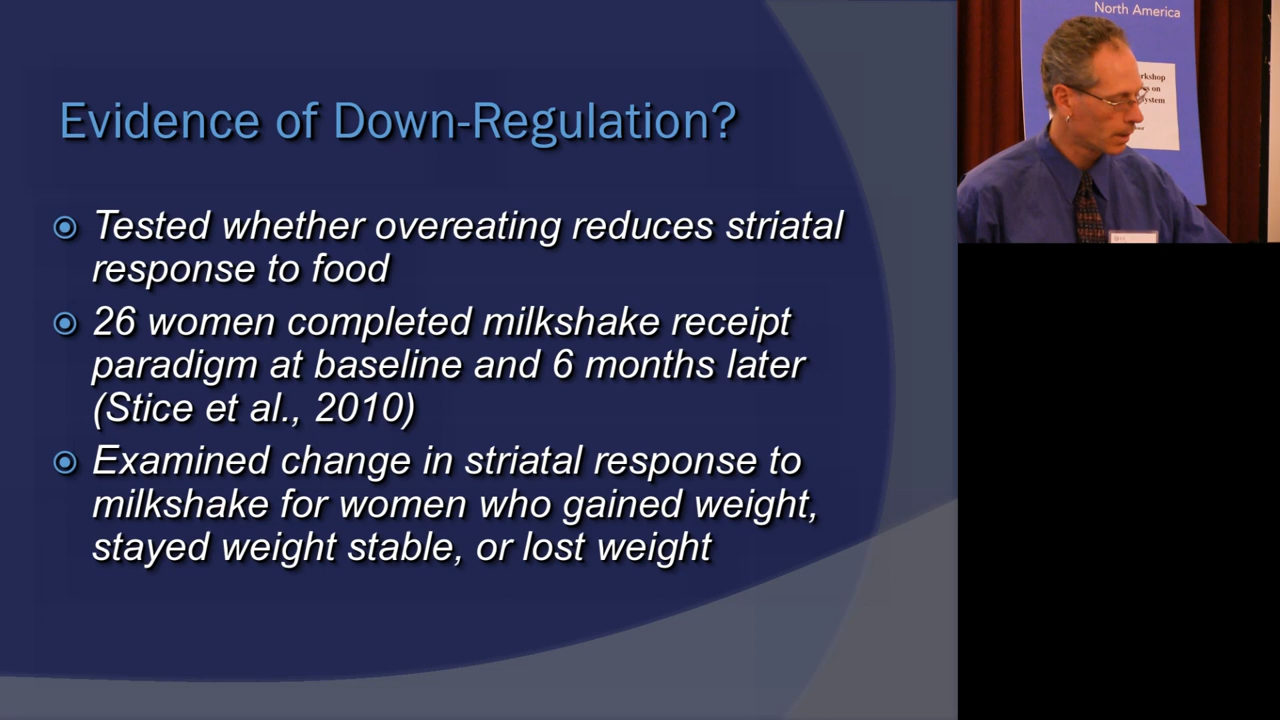 Evidence of Down-Regulation?
Tested whether overeating reduces striatal
response to food
26 women completed milkshake receipt
paradigm at baseline and 6 months later
(Stice et al., 2010)
Examined change in striatal response to
milkshake for women who gained weight,
stayed weight stable, or lost weight
North America